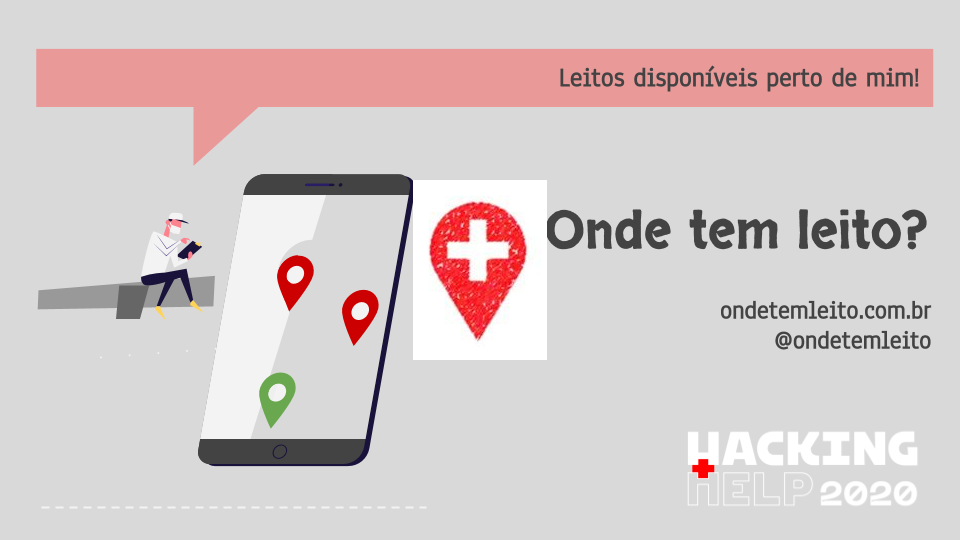 Leitos disponíveis perto de mim!
Onde tem leito?
ondetemleito.com.br
@ondetemleito
HACKING
HELP 2020